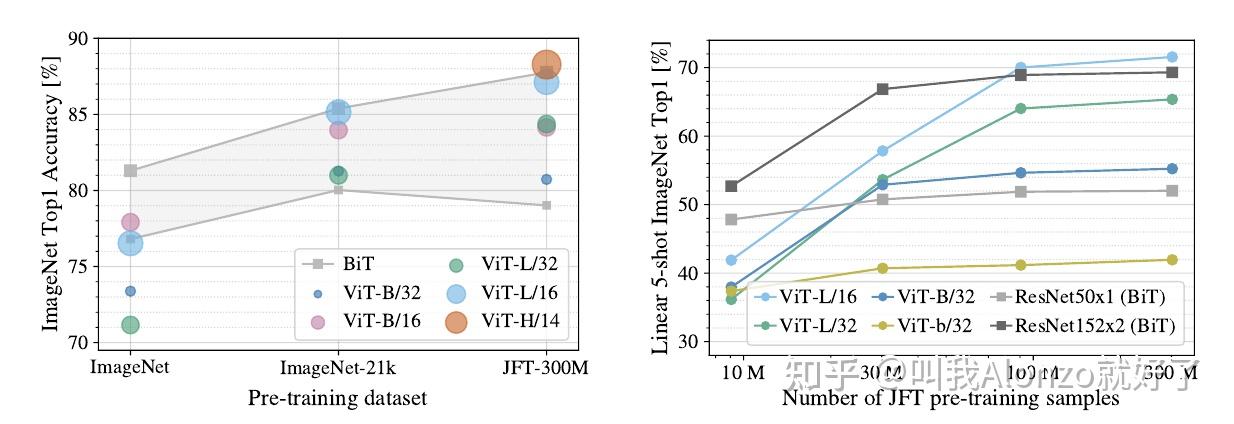 90
85
80
75
70
ImageNet Top1 Accuracy [%]
BiT
ViT-B/32
ViT-B/16
ViT-L/32
ViT-L/16
ViT-H/14
ImageNet
ImageNet-21k
JFT-300M
Pre-training dataset
70
60
50
40
30
Linear 5-shot ImageNet Top1 [%]
ViT-L/16
ViT-L/32
ViT-B/32
ViT-b/32
ResNet50x1 (BiT)
ResNet152x2 (BiT)
10 M
30 M
100 M
300 M
Number of JFT pre-training samples
知乎 @叫我Alonzo就好了